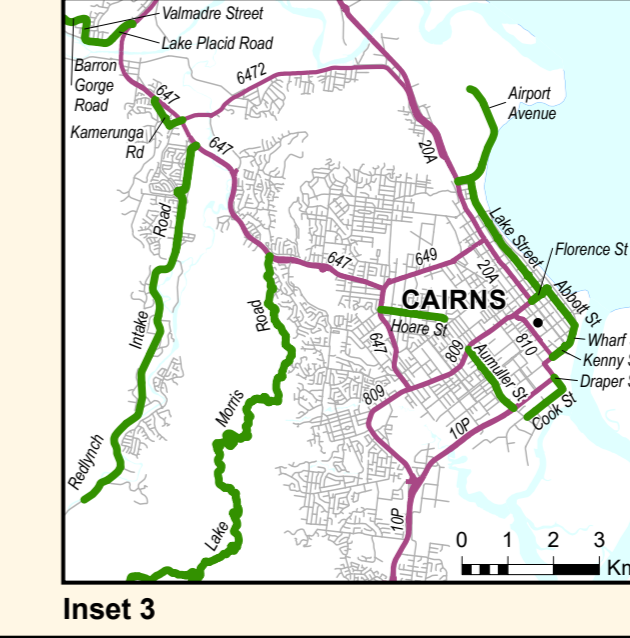 Valmadre Street
Lake Placid Road
Barron
Gorge
Road
647
6472
Kamerunga
Rd
647
Airport
Avenue
20A
Road
Lake Street
Florence St
649
647
20A
Abbott St
CAIRNS
Intake
Road
Hoare St
647
809
810
Wharf
Kenny S
Aumuller St
Draper S
Cook St
809
Morris
10P
Redlynch
Lake
10P
0 1 2 3
Km
Inset 3